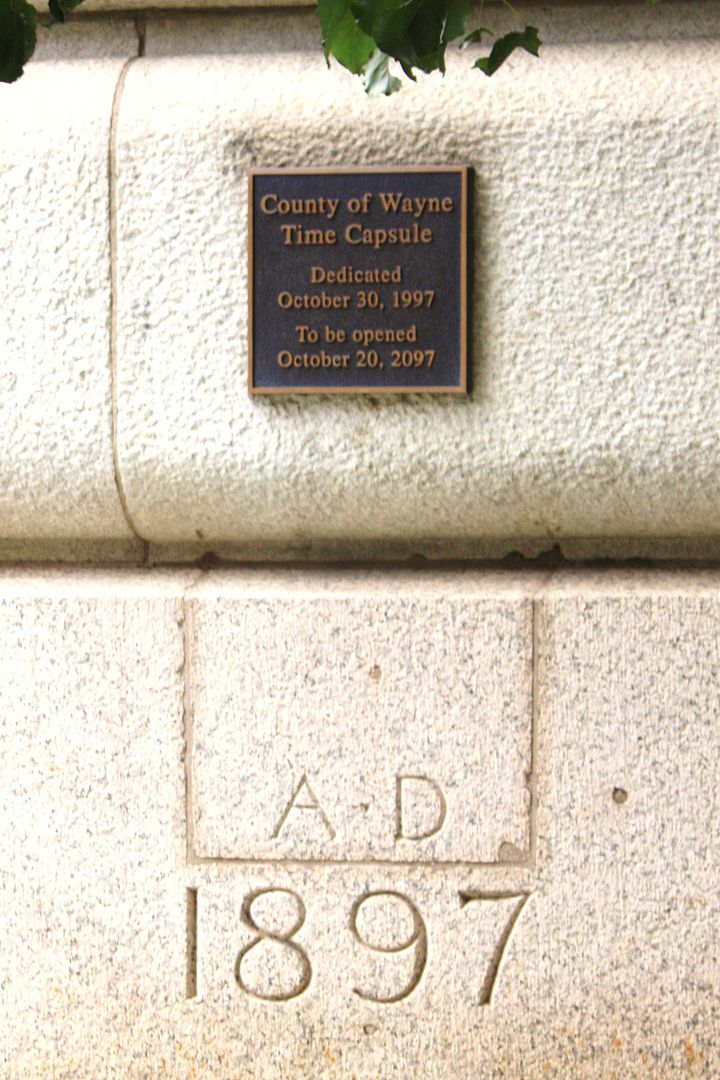 County of Wayne
Time Capsule
Dedicated
October 30, 1997
To be opened
October 20, 2097
A · D
1897